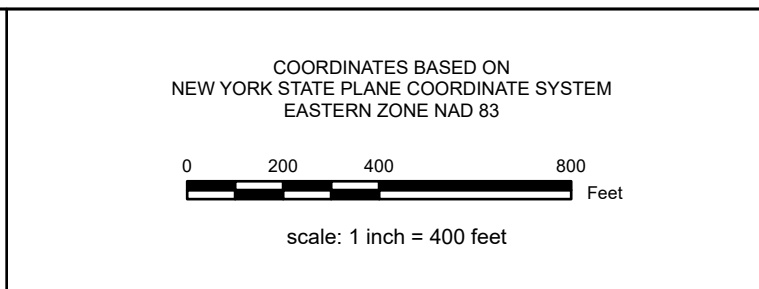 COORDINATES BASED ON
NEW YORK STATE PLANE COORDINATE SYSTEM
EASTERN ZONE NAD 83
0 200 400 800
Feet
scale: 1 inch = 400 feet